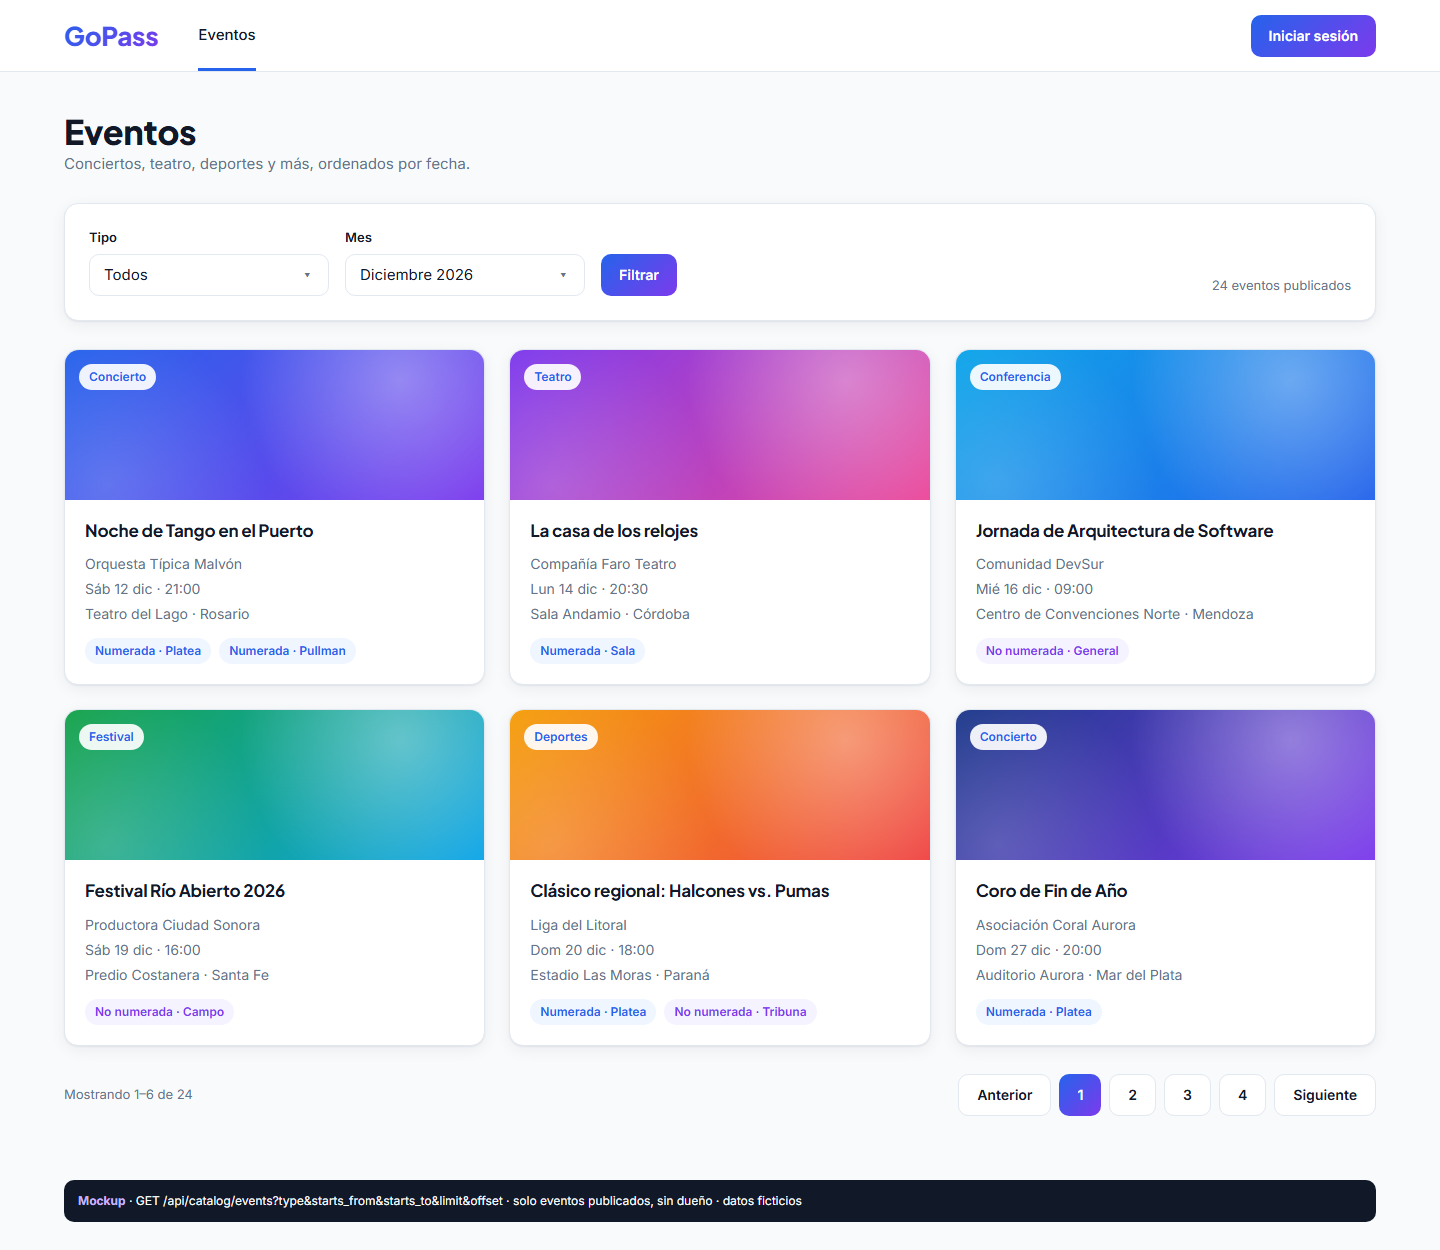 GoPass
Eventos
Iniciar sesión
Eventos
Conciertos, teatro, deportes y más, ordenados por fecha.
Tipo
Mes
Todos
Diciembre 2026
Filtrar
24 eventos publicados
Concierto
Noche de Tango en el Puerto
Orquesta Típica Malvón
Sáb 12 dic · 21:00
Teatro del Lago · Rosario
Numerada · Platea
Numerada · Pullman
Teatro
La casa de los relojes
Compañía Faro Teatro
Lun 14 dic · 20:30
Sala Andamio · Córdoba
Numerada · Sala
Conferencia
Jornada de Arquitectura de Software
Comunidad DevSur
Mié 16 dic · 09:00
Centro de Convenciones Norte · Mendoza
No numerada · General
Festival
Festival Río Abierto 2026
Productora Ciudad Sonora
Sáb 19 dic · 16:00
Predio Costanera · Santa Fe
No numerada · Campo
Deportes
Clásico regional: Halcones vs. Pumas
Liga del Litoral
Dom 20 dic · 18:00
Estadio Las Moras · Paraná
Numerada · Platea
No numerada · Tribuna
Concierto
Coro de Fin de Año
Asociación Coral Aurora
Dom 27 dic · 20:00
Auditorio Aurora · Mar del Plata
Numerada · Platea
Mostrando 1–6 de 24
Anterior
1
2
3
4
Siguiente
Mockup · GET /api/catalog/events?type&starts_from&starts_to&limit&offset · solo eventos publicados, sin dueño · datos ficticios